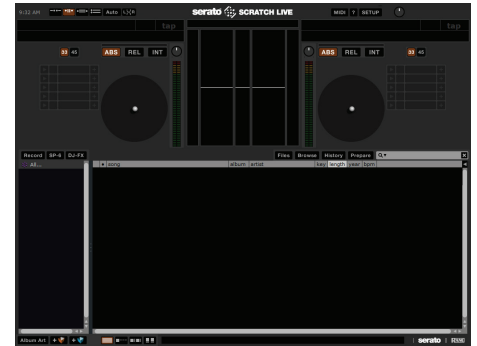 9:32 AM Auto serato SCRATCH LIVE MIDI ? SETUP
tap tap
33 45 ABS REL INT ABS REL INT 33 45
Record SP-6 DJ-FX Files Browse History Prepare
all... song album artist key length year bpm
Album Art serato RANE